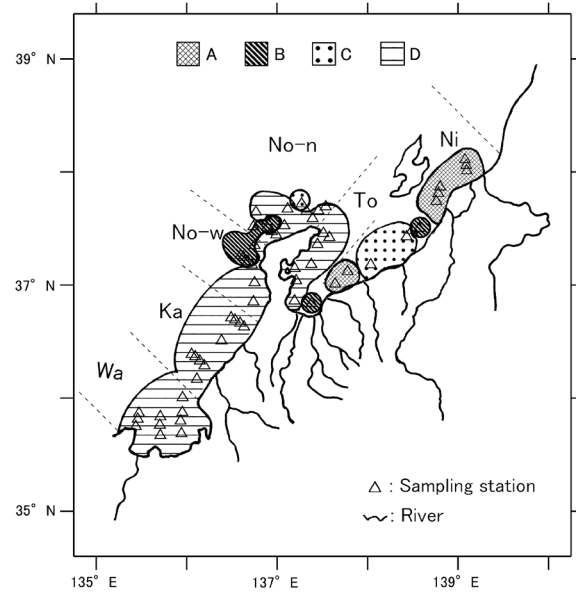 39° N
A B C D
No-n
Ni
To
No-w
37° N
Ka
Wa
△ : Sampling station
: River
35° N
135° E 137° E 139° E